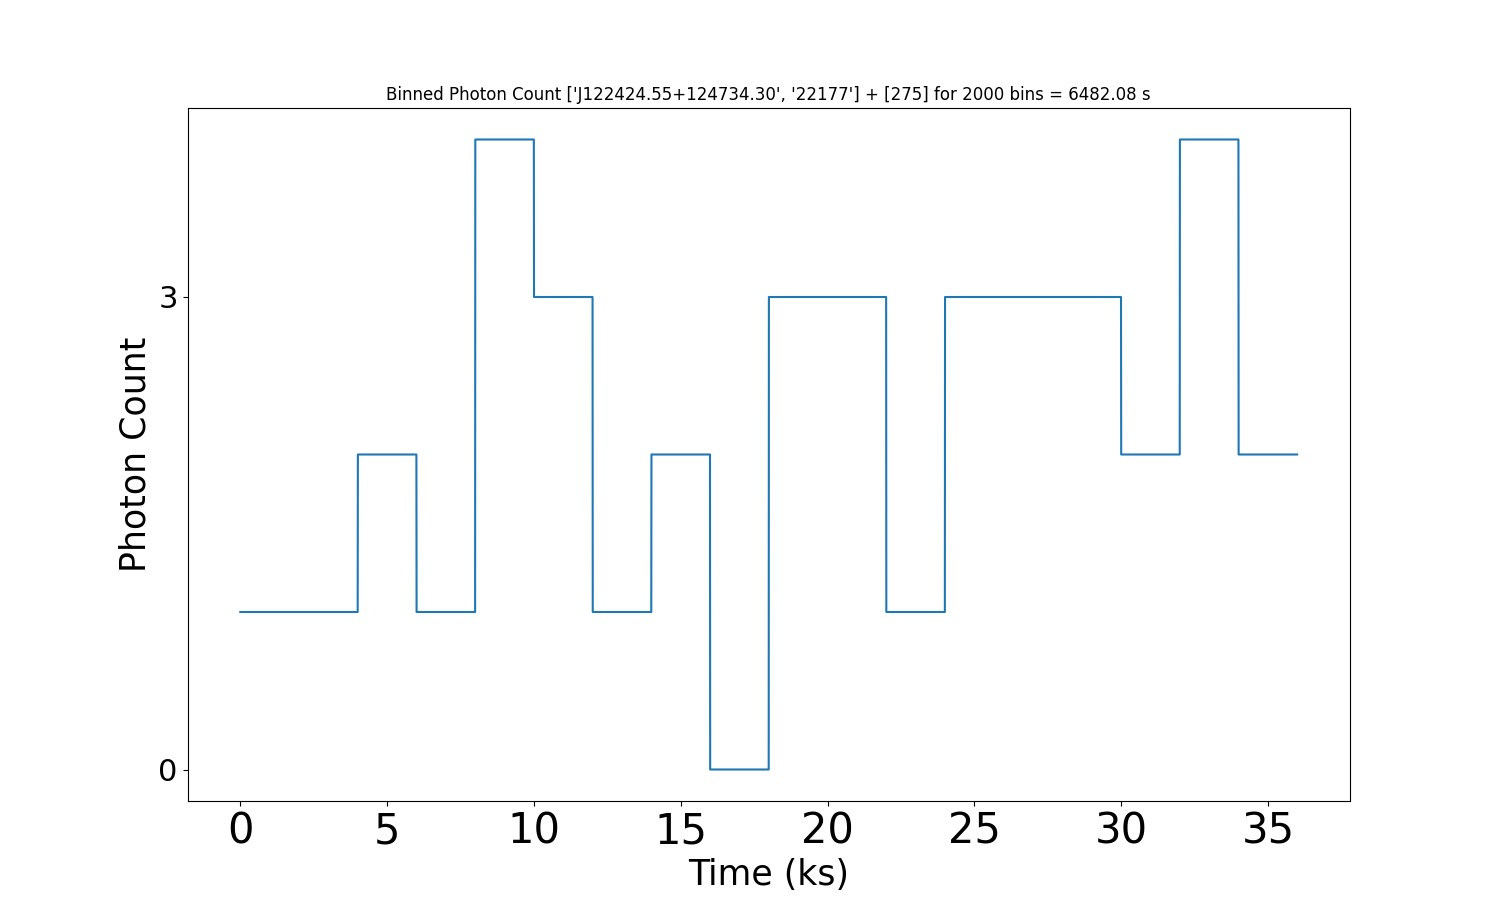 Binned Photon Count ['J122424.55+124734.30', '22177'] + [275] for 2000 bins = 6482.08 s
3
0
Photon Count
0 5 10 15 20 25 30 35
Time (ks)